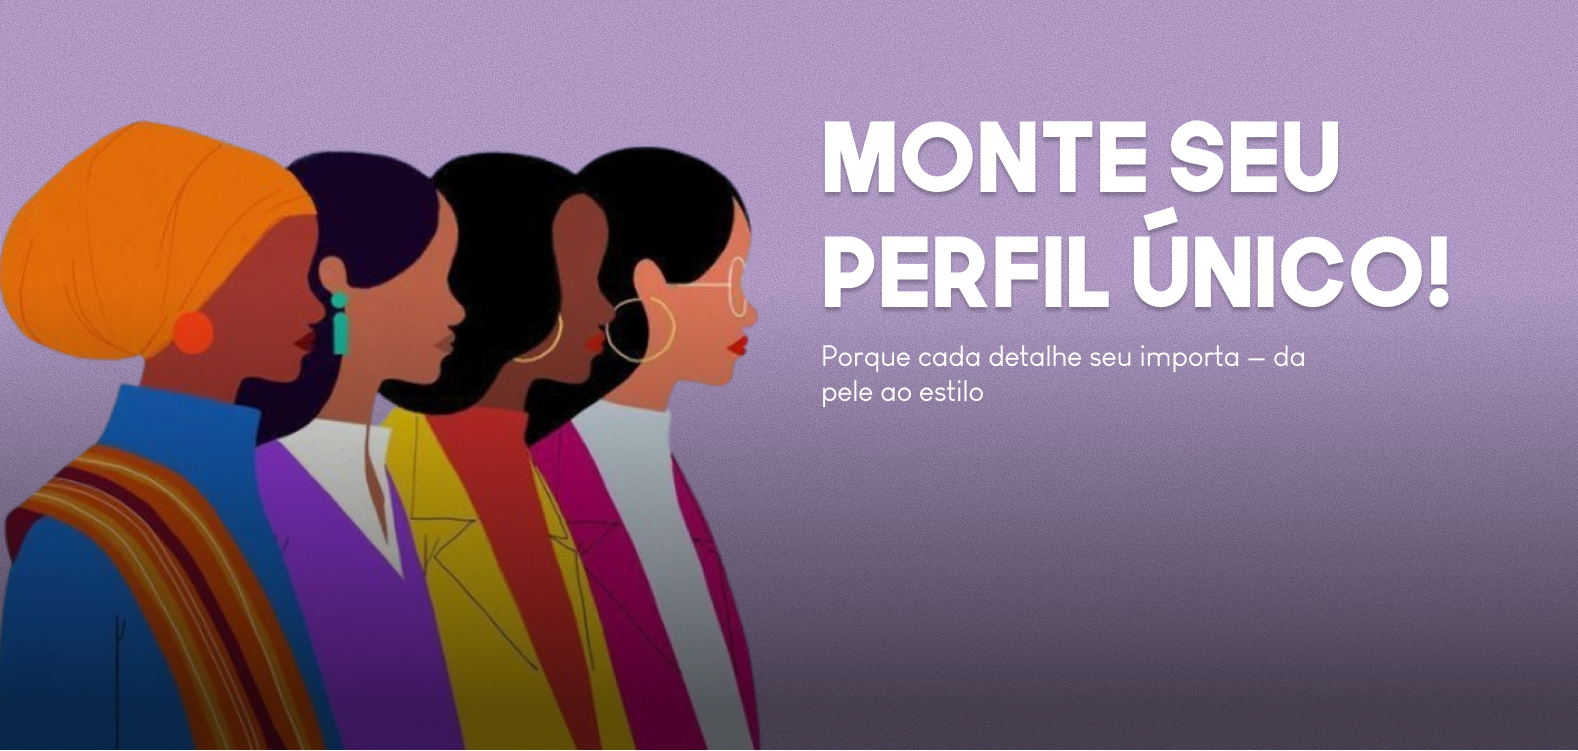 MONTE SEU
PERFIL ÚNICO!
Porque cada detalhe seu importa – da
pele ao estilo